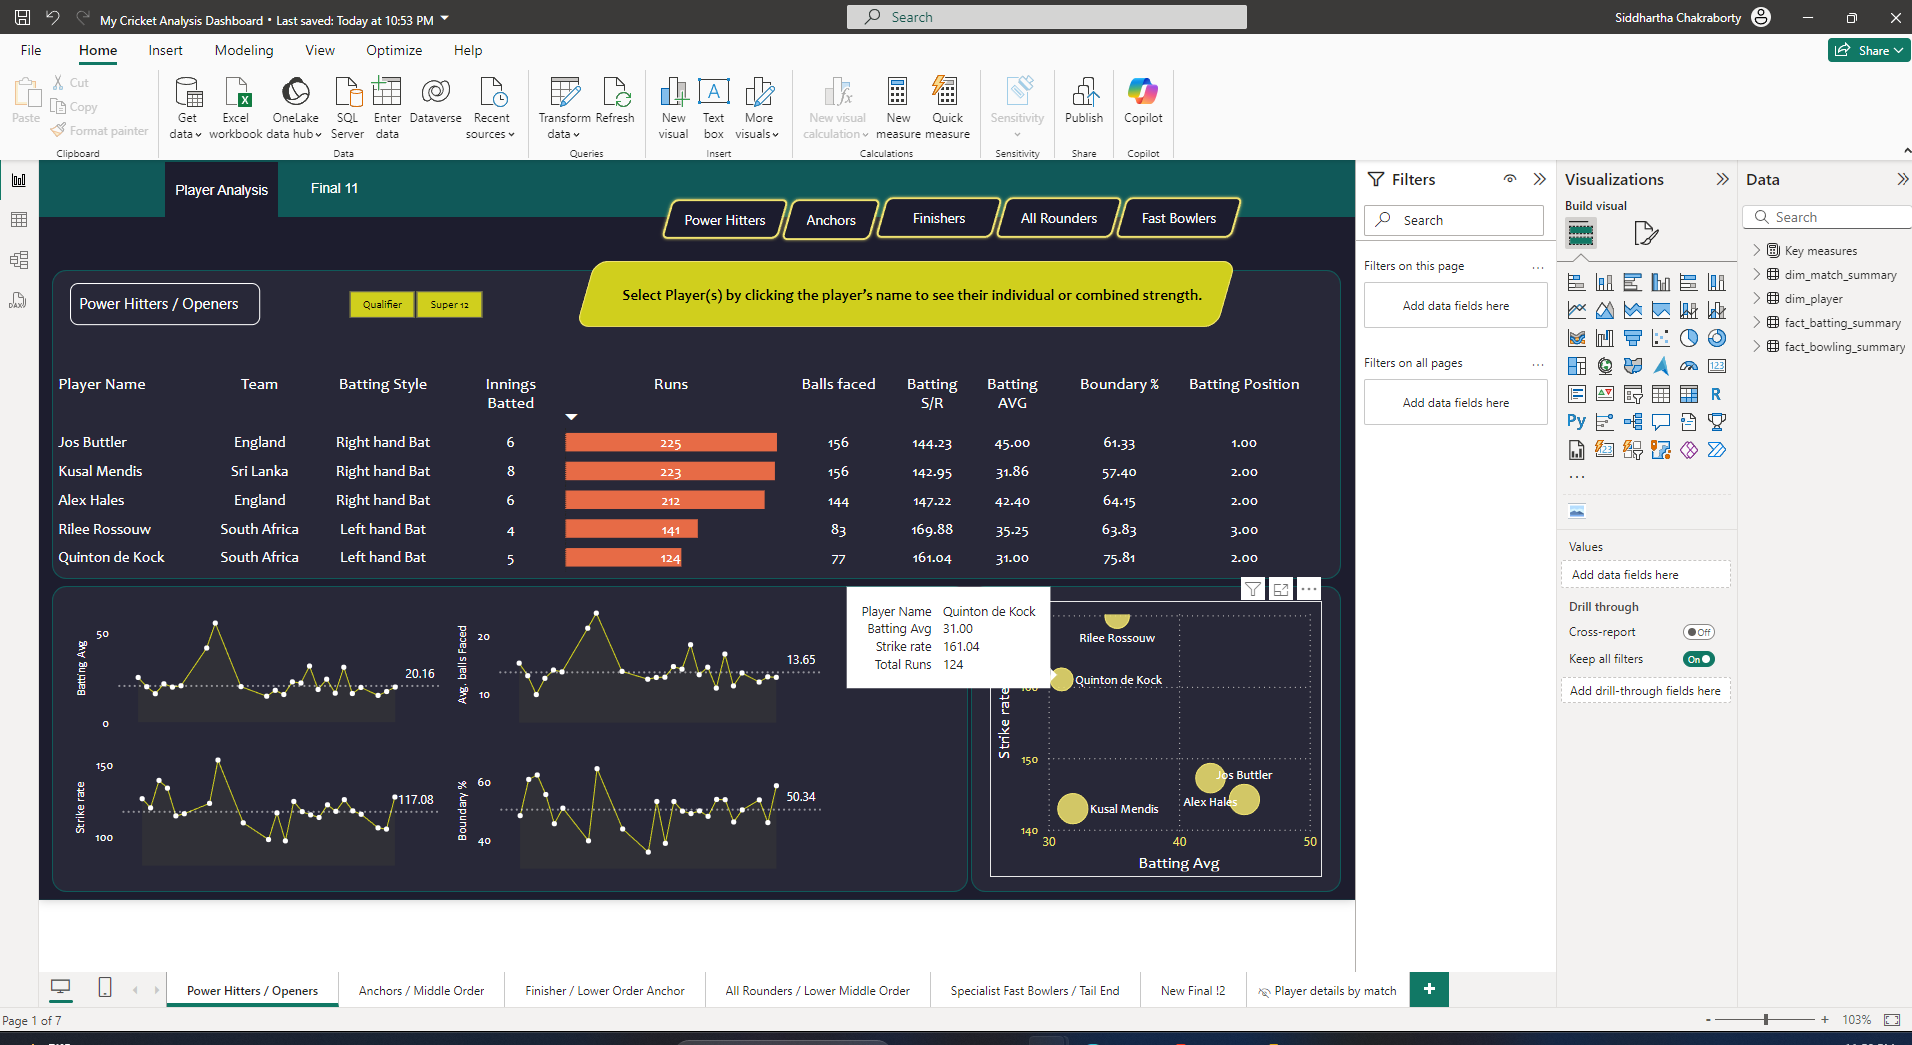 My Cricket Analysis Dashboard • Last saved: Today at 10:53 PM
Search
Siddhartha Chakraborty
File Home Insert Modeling View Optimize Help
Share
Paste
Cut
Copy
Format painter
Clipboard
Get data
Excel workbook
OneLake data hub
SQL Server
Enter data
Dataverse
Recent sources
Data
Transform data
Refresh
Queries
New visual
Text box
More visuals
Insert
New visual calculation
New measure
Quick measure
Calculations
Sensitivity
Sensitivity
Publish
Share
Copilot
Copilot
Player Analysis
Final 11
Power Hitters
Anchors
Finishers
All Rounders
Fast Bowlers
Power Hitters / Openers
Qualifier
Super 12
Select Player(s) by clicking the player's name to see their individual or combined strength.
Player Name Team Batting Style Innings Batted Runs Balls faced Batting S/R Batting AVG Boundary % Batting Position
Jos Buttler England Right hand Bat 6 225 156 144.23 45.00 61.33 1.00
Kusal Mendis Sri Lanka Right hand Bat 8 223 156 142.95 31.86 57.40 2.00
Alex Hales England Right hand Bat 6 212 144 147.22 42.40 64.15 2.00
Rilee Rossouw South Africa Left hand Bat 4 141 83 169.88 35.25 63.83 3.00
Quinton de Kock South Africa Left hand Bat 5 124 77 161.04 31.00 75.81 2.00
Batting Avg
50
0
20.16
Avg. balls Faced
20
10
13.65
Strike rate
150
100
117.08
Boundary %
60
40
50.34
Player Name Quinton de Kock
Batting Avg 31.00
Strike rate 161.04
Total Runs 124
Rilee Rossouw
Quinton de Kock
Jos Buttler
Alex Hales
Kusal Mendis
Strike rate
160
150
140
30 40 50
Batting Avg
Filters
Search
Filters on this page
Add data fields here
Filters on all pages
Add data fields here
Visualizations
Build visual
123
R
Py
123
Values
Add data fields here
Drill through
Cross-report
Off
Keep all filters
On
Add drill-through fields here
Data
Search
Key measures
dim_match_summary
dim_player
fact_batting_summary
fact_bowling_summary
Power Hitters / Openers
Anchors / Middle Order
Finisher / Lower Order Anchor
All Rounders / Lower Middle Order
Specialist Fast Bowlers / Tail End
New Final !2
Player details by match
Page 1 of 7
103%